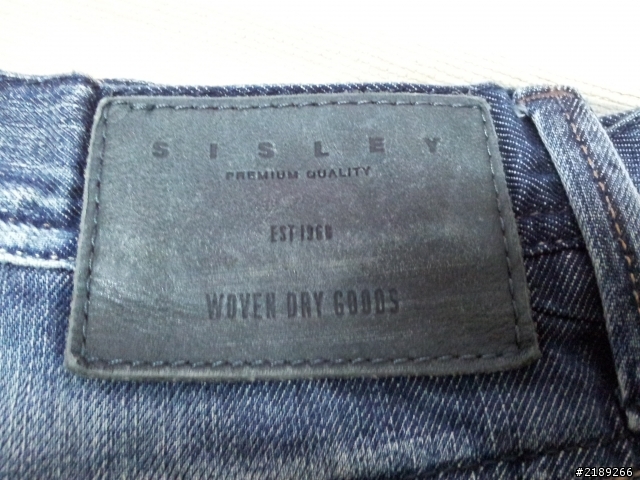 SISLEY
PREMIUM QUALITY
EST 1968
WOVEN DRY GOODS
#2189266